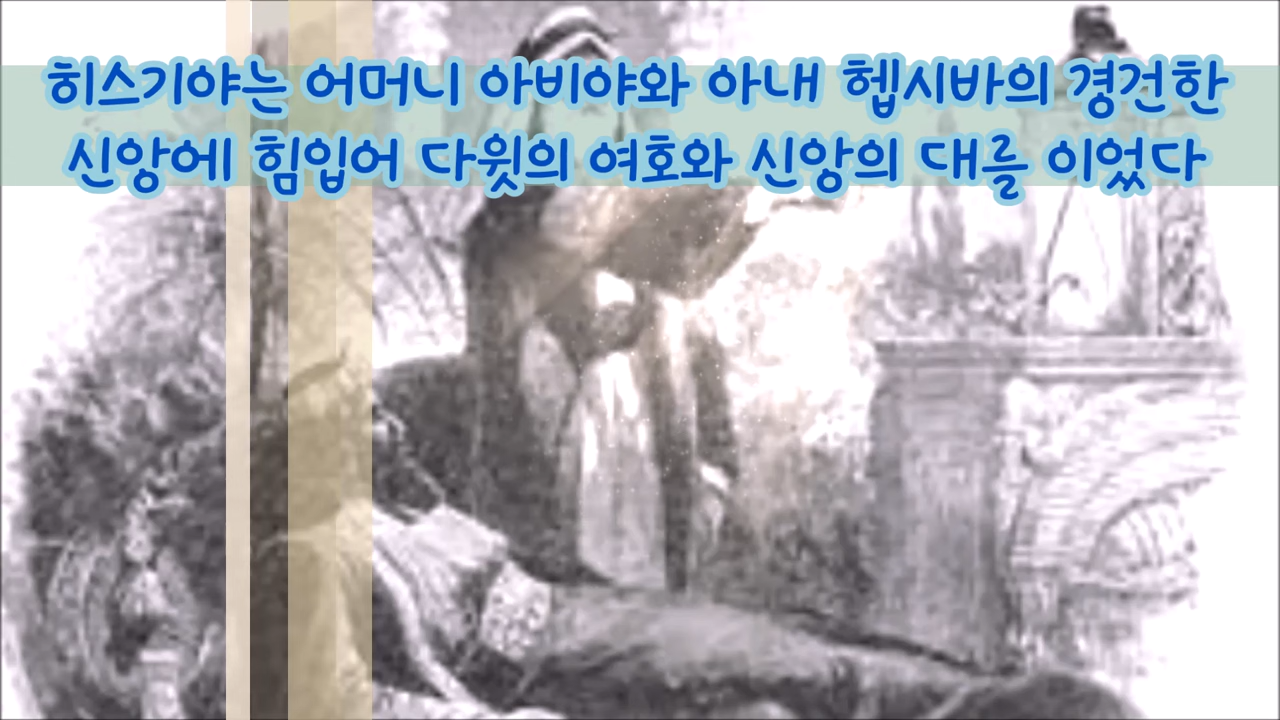 히스기야는 어머니 아비야와 아내 헵시바의 경건한
신앙에 힘입어 다윗의 여호와 신앙의 대를 이었다